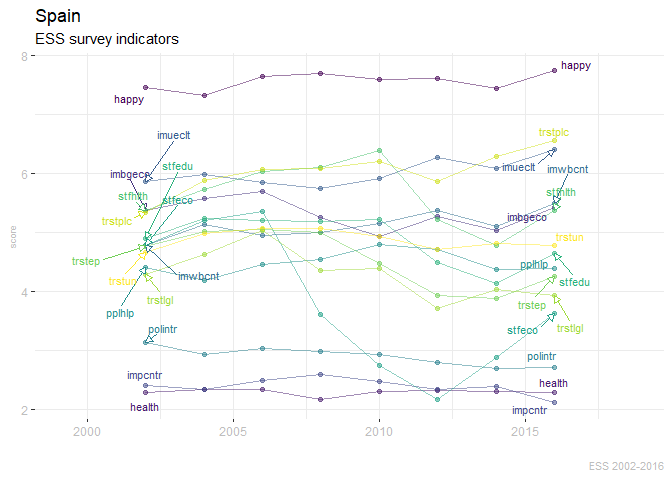 Spain
ESS survey indicators
8
happy
happy
imueclt
trstplc
stfedu
imueclt
imwbcnt
imbgeco
6
stfhlth
stfhlth
stfeco
trstplc
imbgeco
trstun
score
trstep
imwbcnt
pplhlp
trstun
stfedu
4
trstlgl
trstep
pplhlp
polintr
stfeco
trstlgl
polintr
impcntr
health
health
impcntr
2
2000
2005
2010
2015
ESS 2002-2016